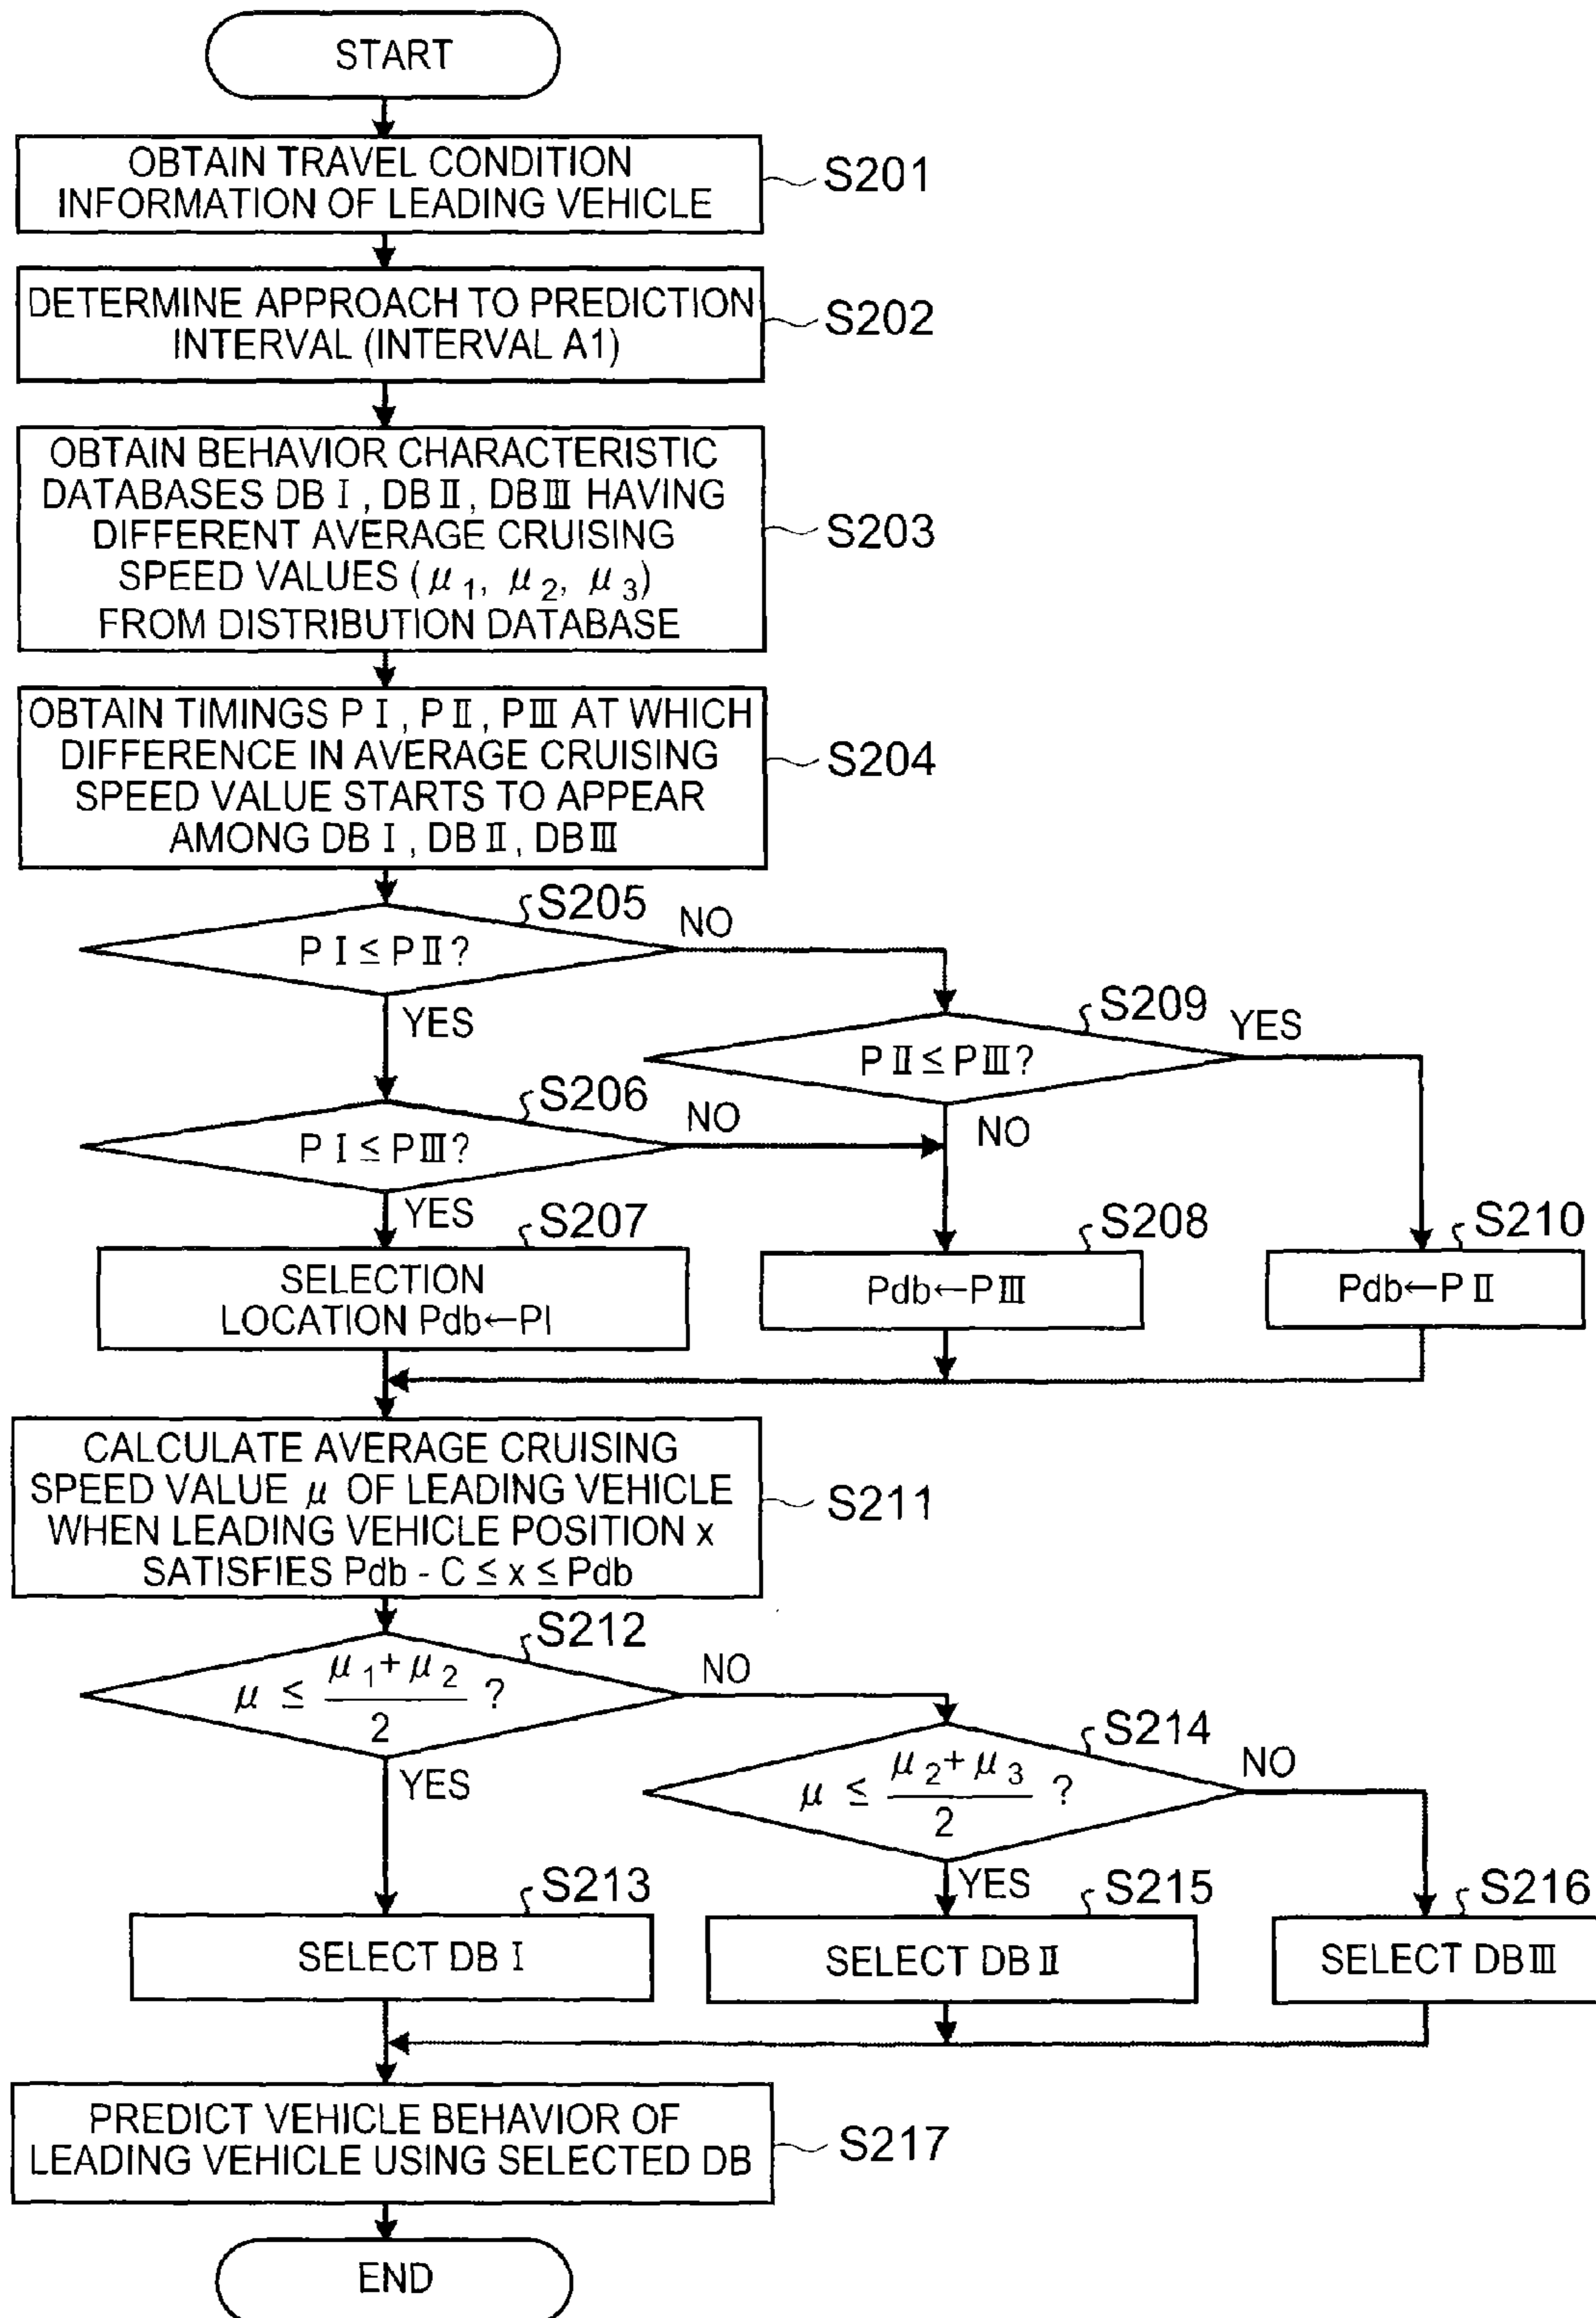 START
OBTAIN TRAVEL CONDITION
INFORMATION OF LEADING VEHICLE
S201
DETERMINE APPROACH TO PREDICTION
INTERVAL (INTERVAL A1)
S202
OBTAIN BEHAVIOR CHARACTERISTIC
DATABASES DB I, DB II, DB III HAVING
DIFFERENT AVERAGE CRUISING
SPEED VALUES (μ1, μ2, μ3)
FROM DISTRIBUTION DATABASE
S203
OBTAIN TIMINGS P I, P II, P III AT WHICH
DIFFERENCE IN AVERAGE CRUISING
SPEED VALUE STARTS TO APPEAR
AMONG DB I, DB II, DB III
S204
S205
P I ≤ P II ?
NO
YES
S209
P II ≤ P III ?
YES
NO
S206
P I ≤ P III ?
NO
YES
S207
SELECTION
LOCATION Pdb←PI
S208
Pdb←P III
S210
Pdb←P II
CALCULATE AVERAGE CRUISING
SPEED VALUE μ OF LEADING VEHICLE
WHEN LEADING VEHICLE POSITION x
SATISFIES Pdb - C ≤ x ≤ Pdb
S211
S212
μ ≤ (μ1+μ2)/2 ?
NO
YES
S214
μ ≤ (μ2+μ3)/2 ?
NO
YES
S213
SELECT DB I
S215
SELECT DB II
S216
SELECT DB III
PREDICT VEHICLE BEHAVIOR OF
LEADING VEHICLE USING SELECTED DB
S217
END